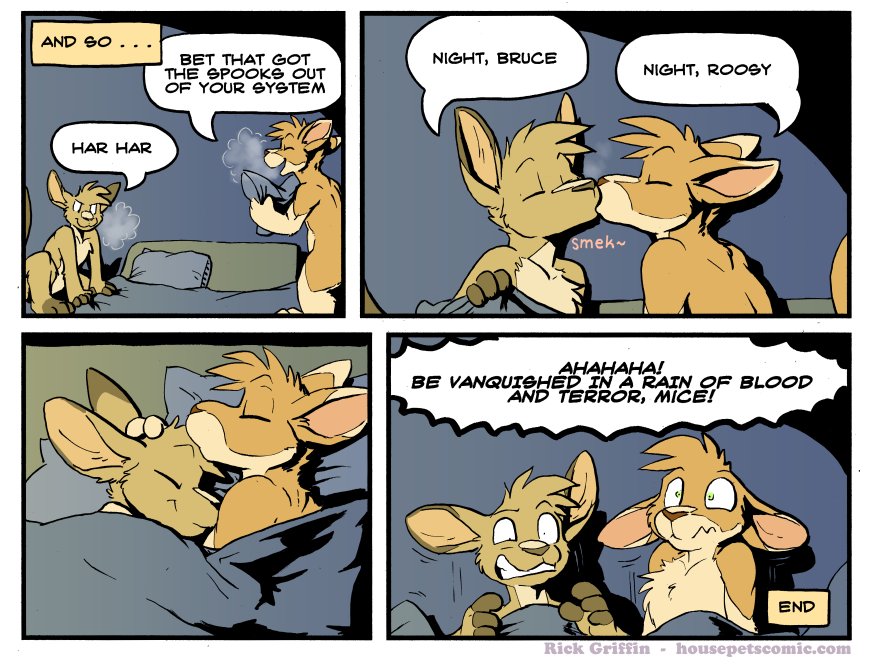 AND SO . . .
BET THAT GOT
THE SPOOKS OUT
OF YOUR SYSTEM
HAR HAR
NIGHT, BRUCE
NIGHT, ROOSY
smek~
AHAHAHA!
BE VANQUISHED IN A RAIN OF BLOOD
AND TERROR, MICE!
END
Rick Griffin - housepetscomic.com